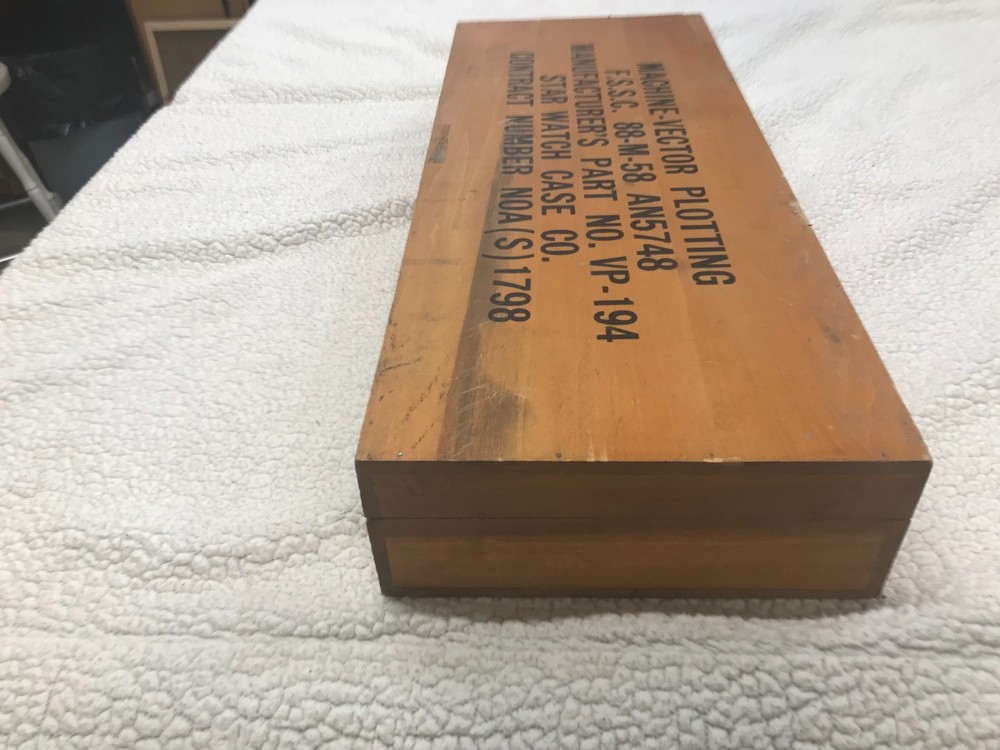 MACHINE-VECTOR PLOTTING
F.S.S.C. 88-M-58 AN5748
MANUFACTURER'S PART NO. VP-194
STAR WATCH CASE CO.
CONTRACT NUMBER NOA(S)1798